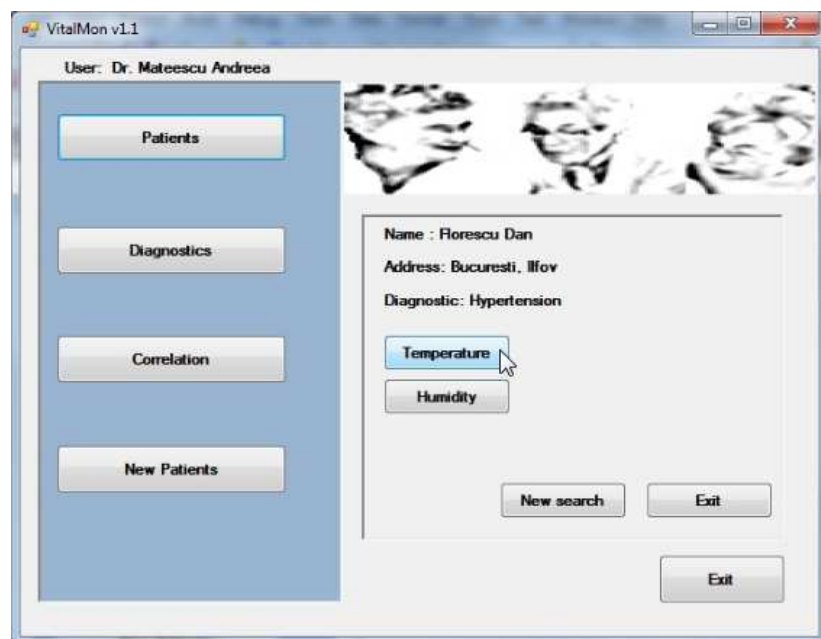 VitalMon v1.1
User: Dr. Mateescu Andreea
Patients
Diagnostics
Correlation
New Patients
Name : Florescu Dan
Address: Bucuresti, Ilfov
Diagnostic: Hypertension
Temperature
Humidity
New search
Exit
Exit